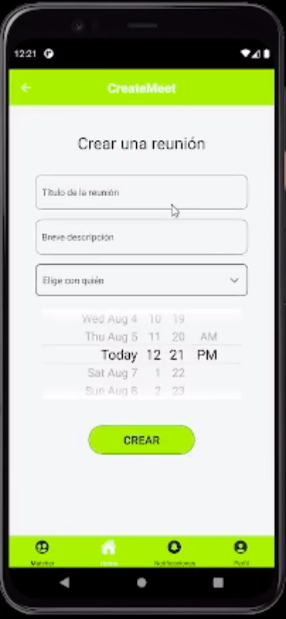 12:21
CreateMeet
Crear una reunión
Título de la reunión
Breve descripción
Elige con quién
Wed Aug 4 10 19
Thu Aug 5 11 20 AM
Today 12 21 PM
Sat Aug 7 1 22
Sun Aug 8 2 23
CREAR
Matches Home Notificaciones Perfil